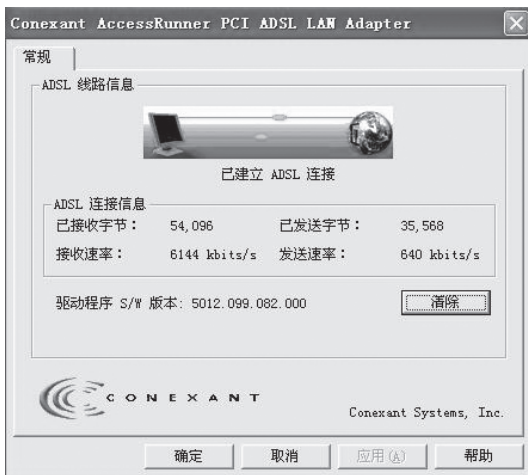 Conexant AccessRunner PCI ADSL LAN Adapter
常规
ADSL 线路信息
已建立 ADSL 连接
ADSL 连接信息
已接收字节： 54,096 已发送字节： 35,568
接收速率： 6144 kbits/s 发送速率： 640 kbits/s
驱动程序 S/W 版本: 5012.099.082.000 清除
CONEXANT
Conexant Systems, Inc.
确定 取消 应用(A) 帮助